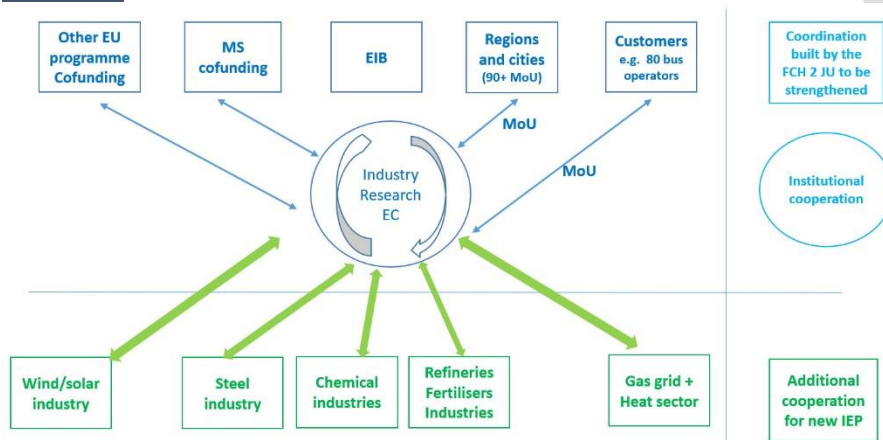 Other EU
programme
Cofunding
MS
cofunding
EIB
Regions
and cities
(90+ MoU)
Customers
e.g. 80 bus
operators
Coordination
built by the
FCH 2 JU to be
strengthened
MoU
MoU
Industry
Research
EC
Institutional
cooperation
Wind/solar
industry
Steel
industry
Chemical
industries
Refineries
Fertilisers
Industries
Gas grid +
Heat sector
Additional
cooperation
for new IEP